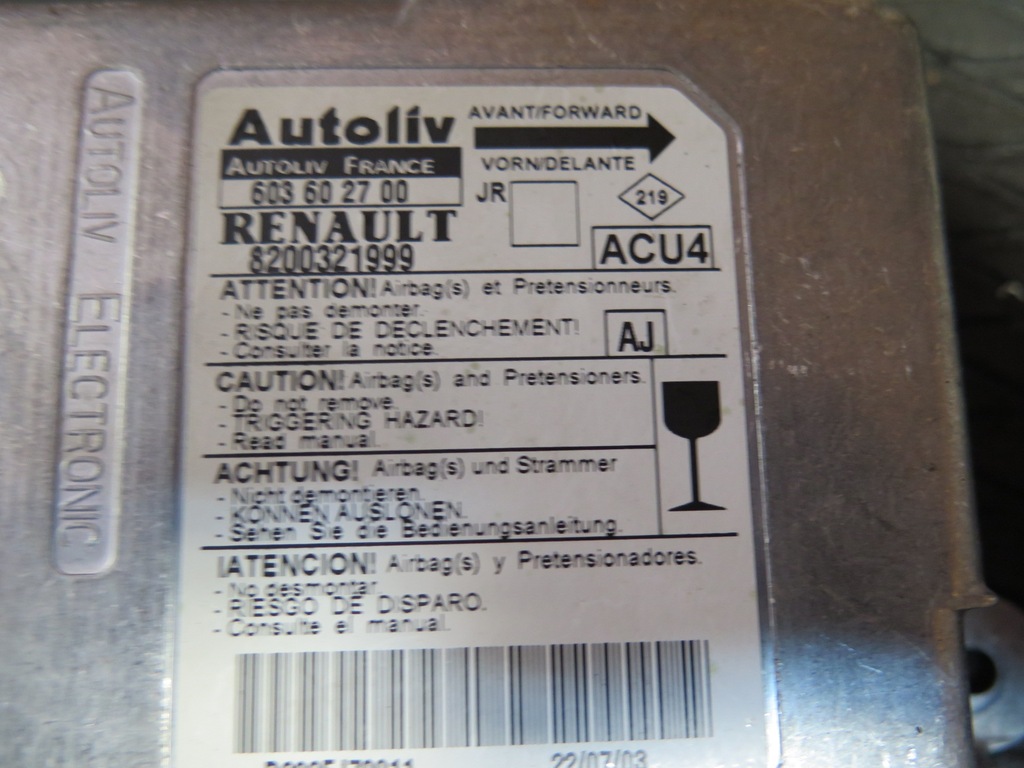 AUTOLIV ELECTRONIC
Autoliv
AUTOLIV FRANCE
603 60 27 00
RENAULT
8200321999
AVANT/FORWARD
VORN/DELANTE
JR
219
ACU4
ATTENTION! Airbag(s) et Pretensionneurs.
- Ne pas demonter.
- RISQUE DE DECLENCHEMENT!
- Consulter la notice.
AJ
CAUTION! Airbag(s) and Pretensioners.
- Do not remove.
- TRIGGERING HAZARD!
- Read manual.
ACHTUNG! Airbag(s) und Strammer
- Nicht demontieren.
- KONNEN AUSLONEN.
- Sehen Sie die Bedienungsanleitung.
¡ATENCION! Airbag(s) y Pretensionadores.
- No desmontar.
- RIESGO DE DISPARO.
- Consulte el manual.
22/07/03